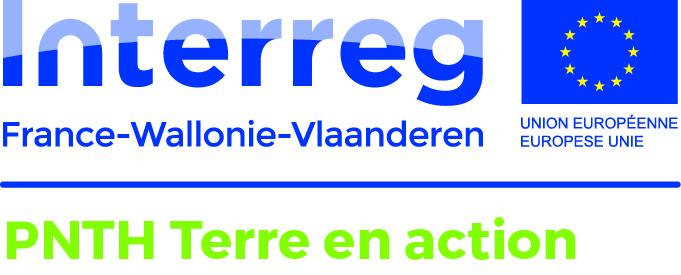 Interreg
France-Wallonie-Vlaanderen
UNION EUROPÉENNE
EUROPESE UNIE
PNTH Terre en action